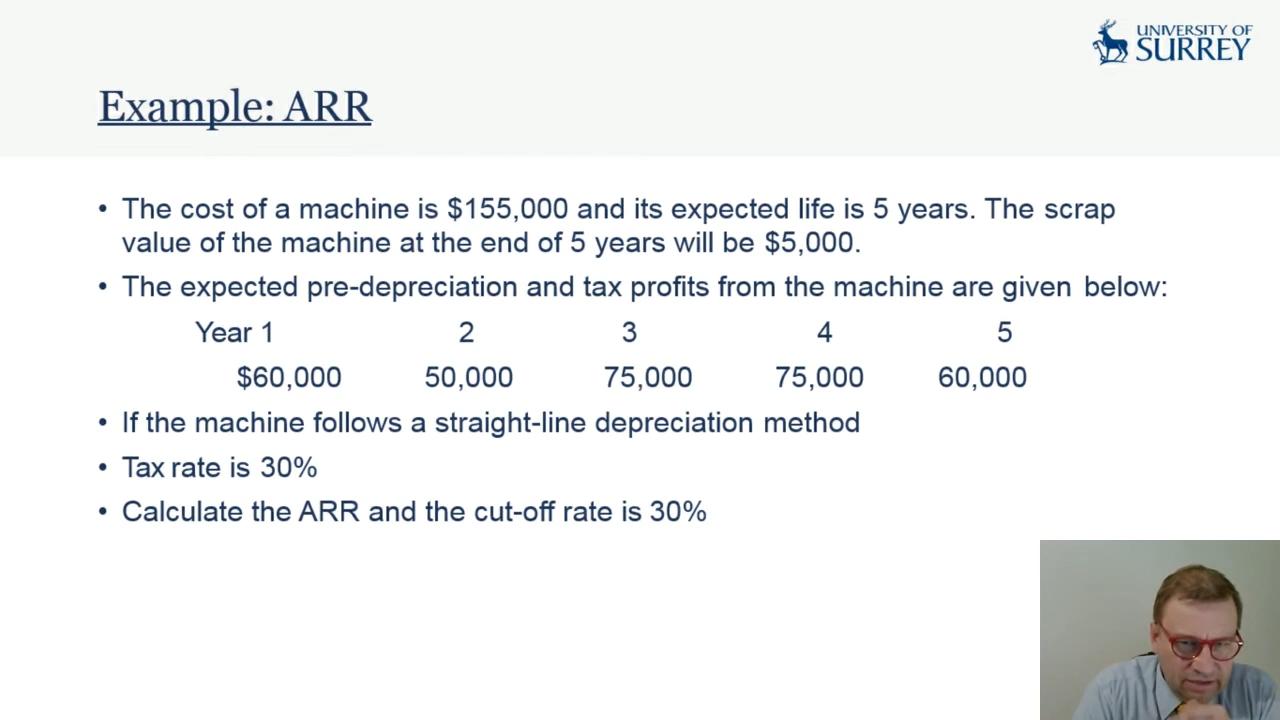 UNIVERSITY OF
SURREY
Example: ARR
• The cost of a machine is $155,000 and its expected life is 5 years. The scrap
value of the machine at the end of 5 years will be $5,000.
• The expected pre-depreciation and tax profits from the machine are given below:
Year 1 2 3 4 5
$60,000 50,000 75,000 75,000 60,000
• If the machine follows a straight-line depreciation method
• Tax rate is 30%
• Calculate the ARR and the cut-off rate is 30%